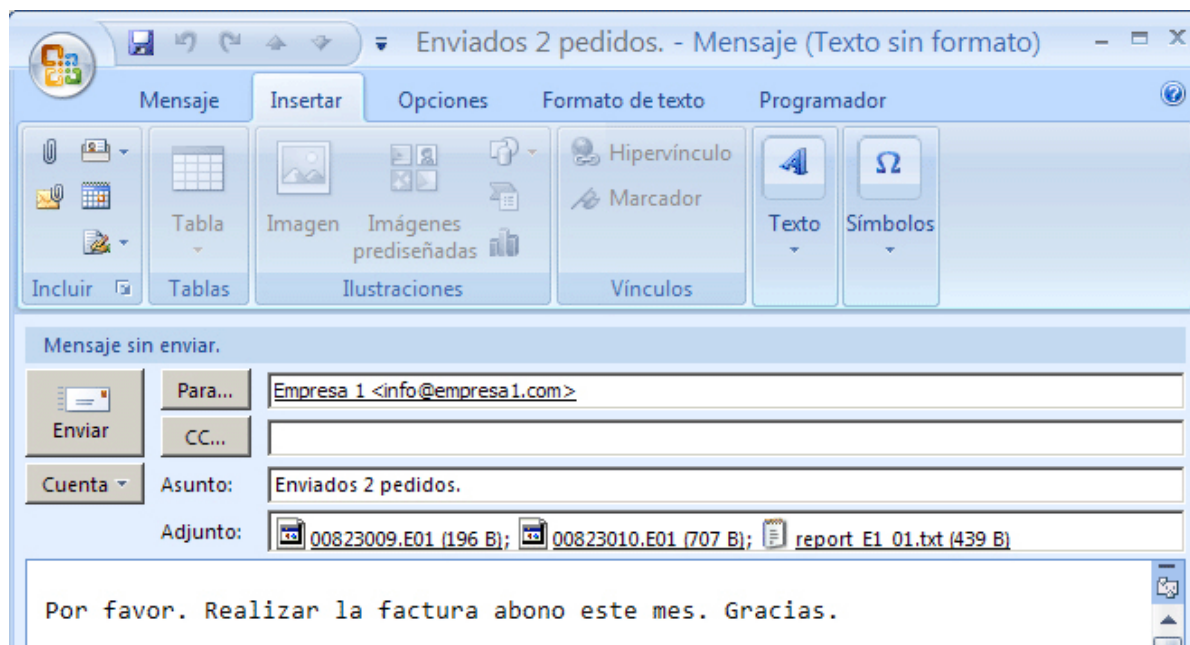 Enviados 2 pedidos. - Mensaje (Texto sin formato)
Mensaje Insertar Opciones Formato de texto Programador
Tabla
Tablas
Incluir
Imagen
Imágenes prediseñadas
Ilustraciones
Hipervínculo
Marcador
Vínculos
Texto
Símbolos
Mensaje sin enviar.
Enviar
Para... Empresa 1 <info@empresa1.com>
CC...
Cuenta Asunto: Enviados 2 pedidos.
Adjunto: 00823009.E01 (196 B); 00823010.E01 (707 B); report_E1_01.txt (439 B)
Por favor. Realizar la factura abono este mes. Gracias.